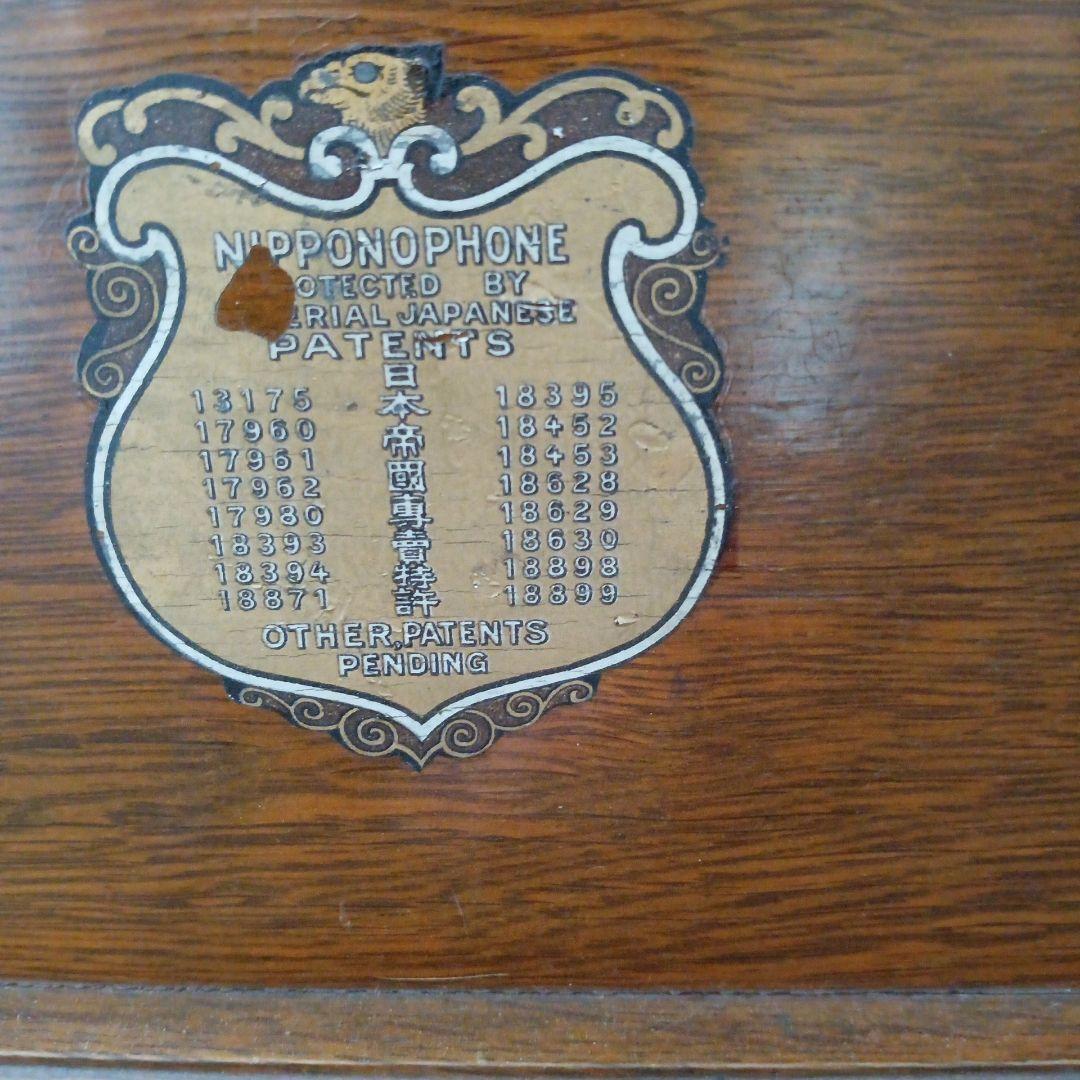 NIPPONOPHONE
OTECTED BY
ERIAL JAPANESE
PATENTS
日本帝國專賣特許
13175
17960
17961
17962
17980
18393
18394
18871
18395
18452
18453
18628
18629
18630
18898
18899
OTHER PATENTS
PENDING